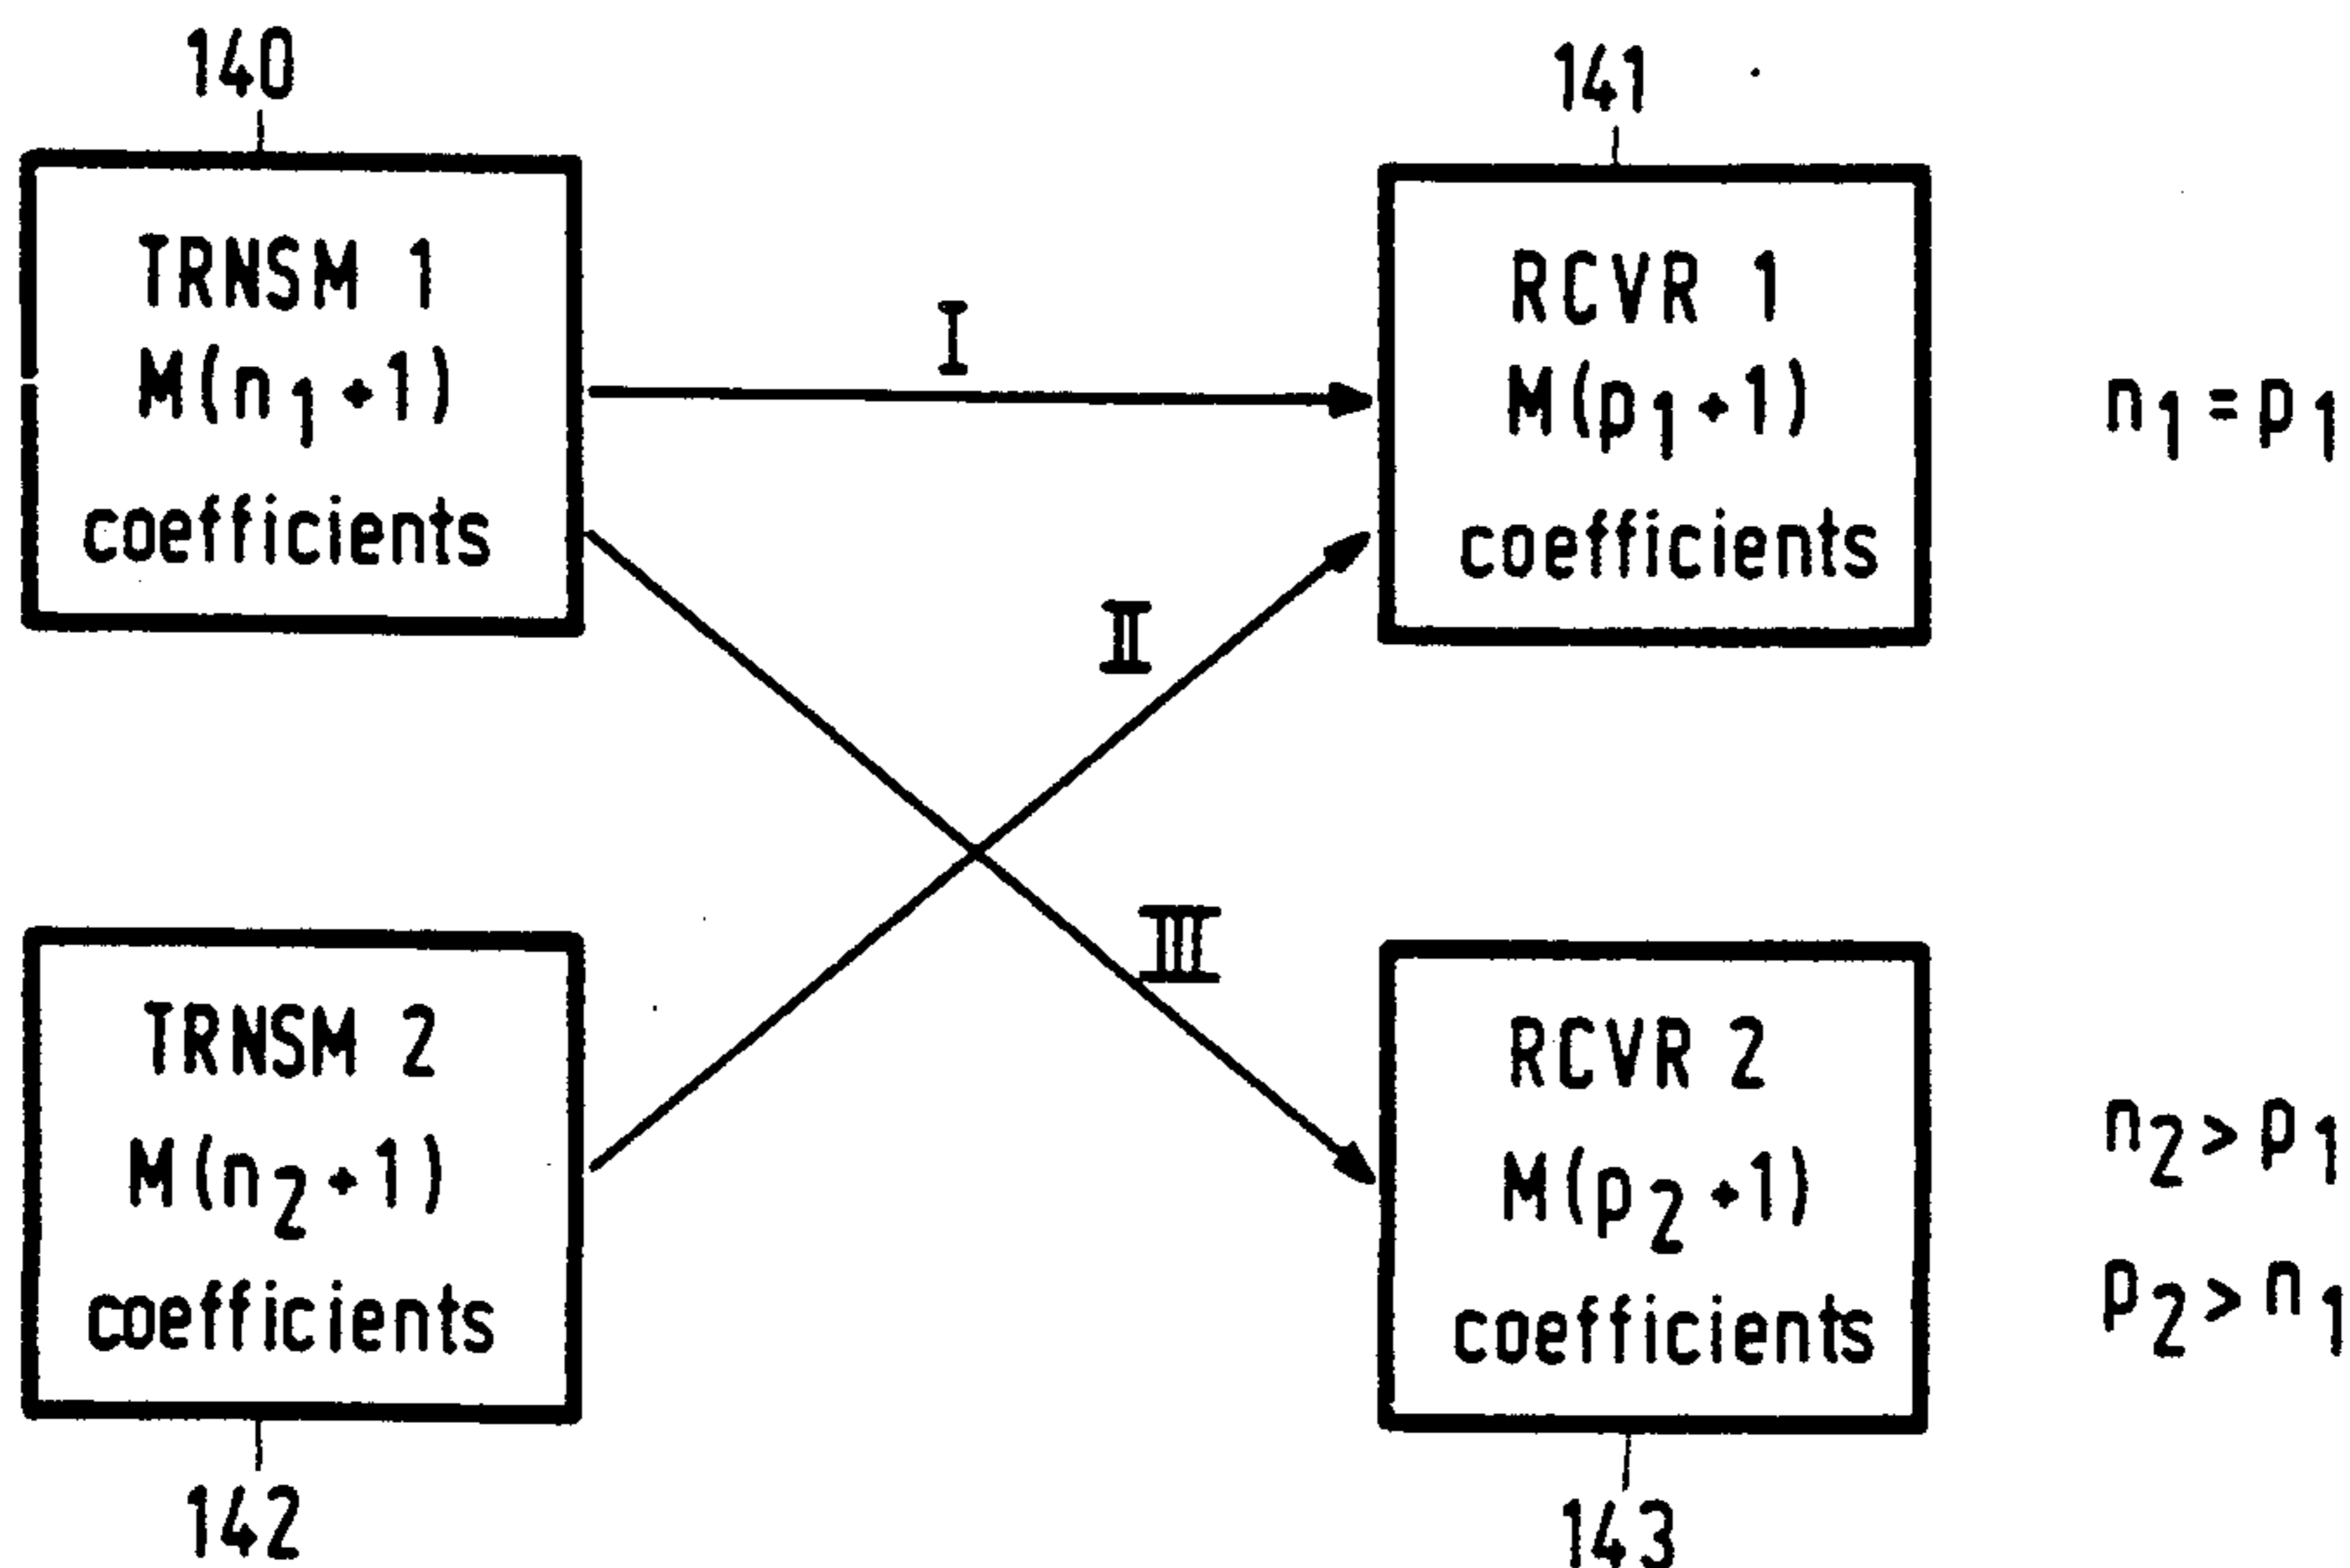 140
TRNSM 1
M(n₁+1)
coefficients
I
141
RCVR 1
M(p₁+1)
coefficients
n₁=p₁
II
III
TRNSM 2
M(n₂+1)
coefficients
142
RCVR 2
M(p₂+1)
coefficients
143
n₂>p₁
p₂>n₁